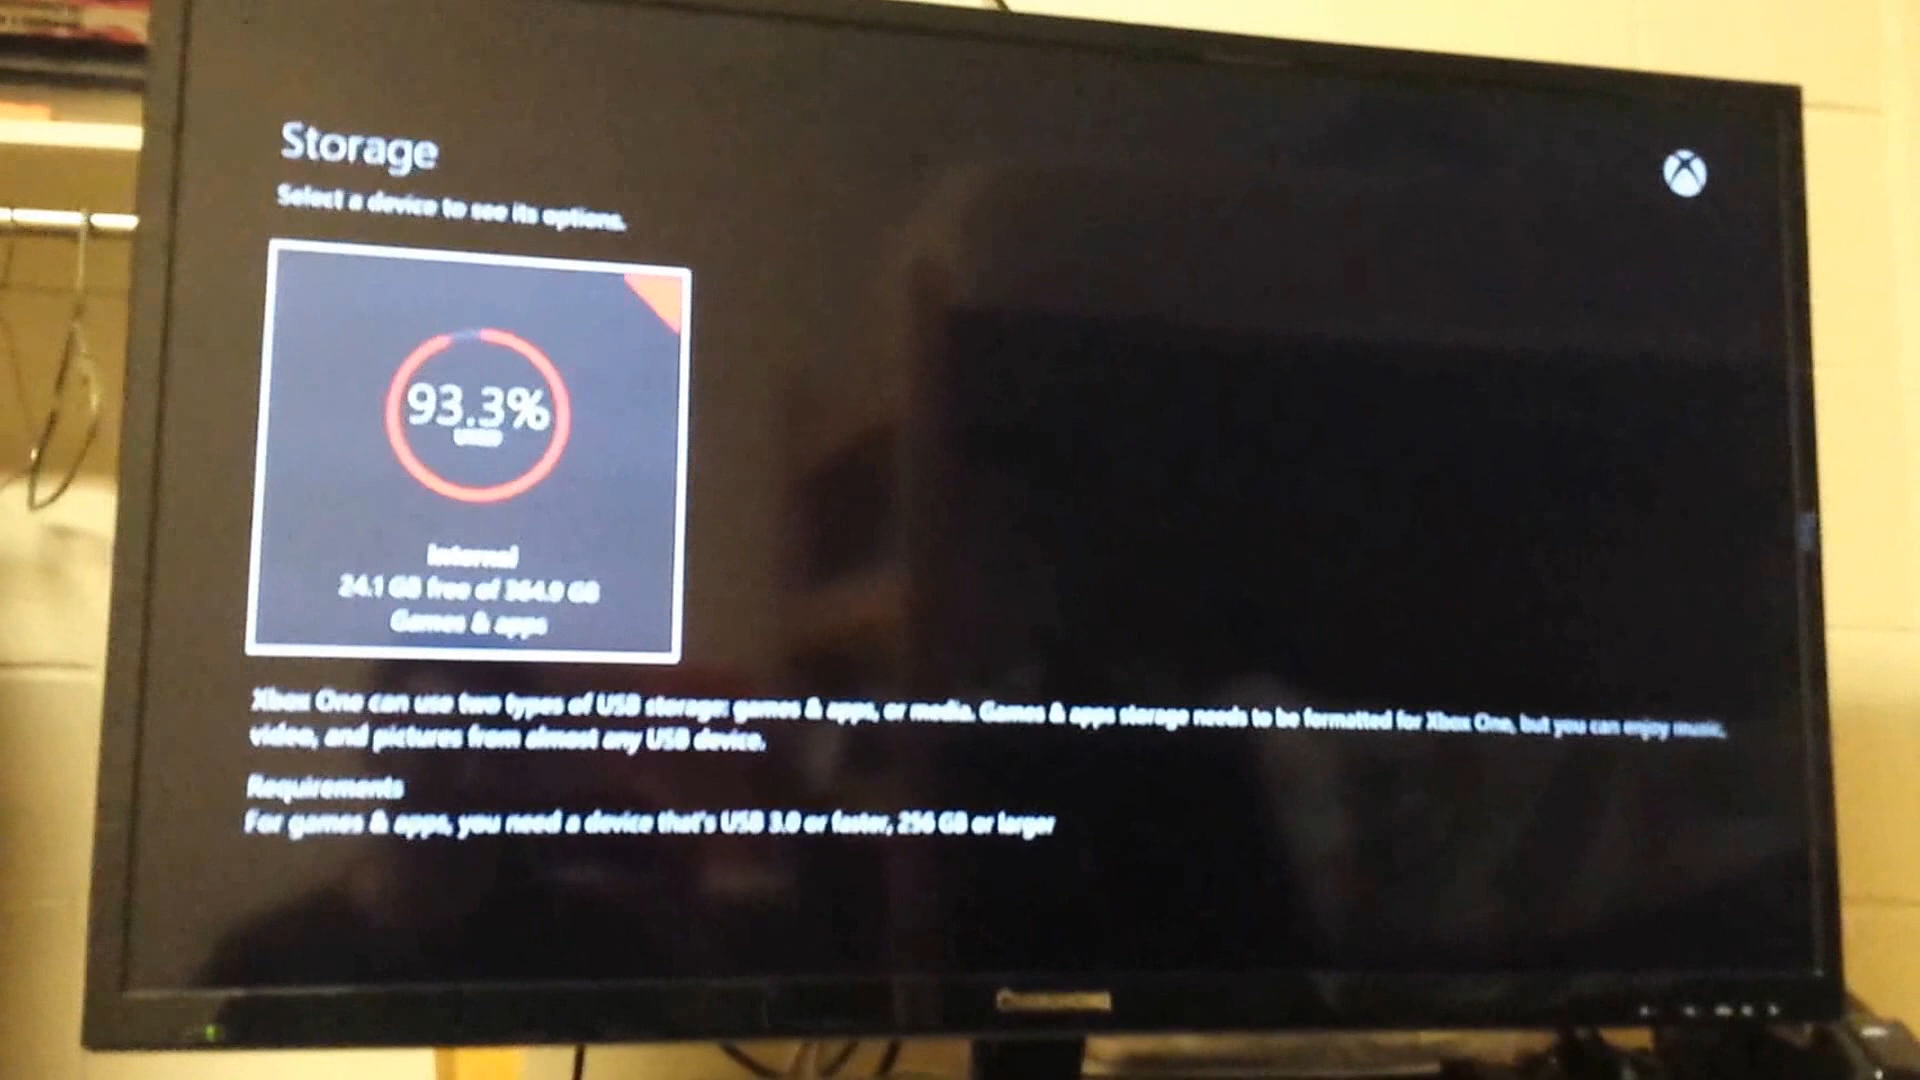 Storage
Select a device to see its options.
93.3%
USED
Internal
24.1 GB free of 364.9 GB
Games & apps
Xbox One can use two types of USB storage: games & apps, or media. Games & apps storage needs to be formatted for Xbox One, but you can enjoy music,
video, and pictures from almost any USB device.
Requirements
For games & apps, you need a device that's USB 3.0 or faster, 256 GB or larger